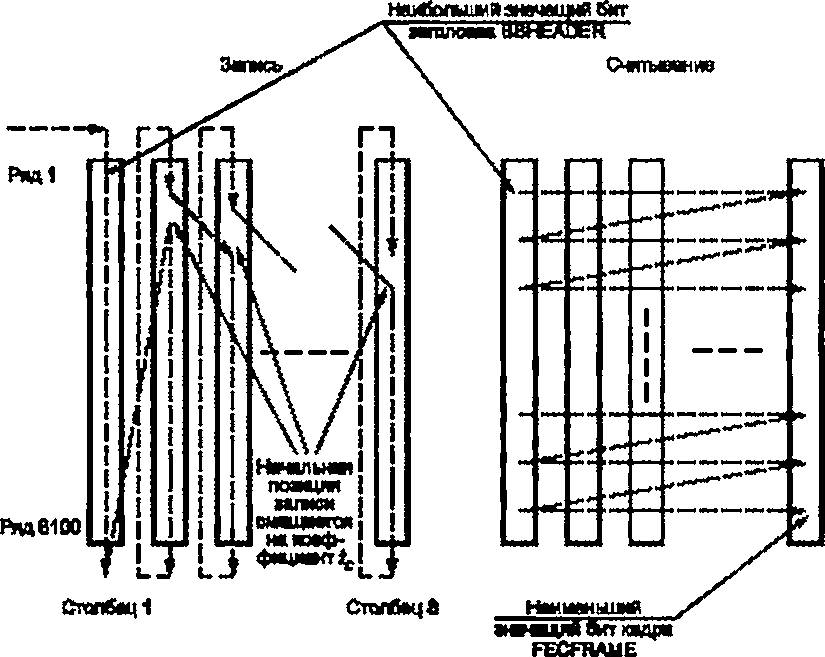 Наибольший значащий бит
заголовка BBHEADER
Запись
Считывание
Ряд 1
Начальная
позиция
записи
смещается
на коэф-
фициент tc
Ряд 8100
Столбец 1
Столбец 8
Наименьший
значащий бит кадра
FECFRAME